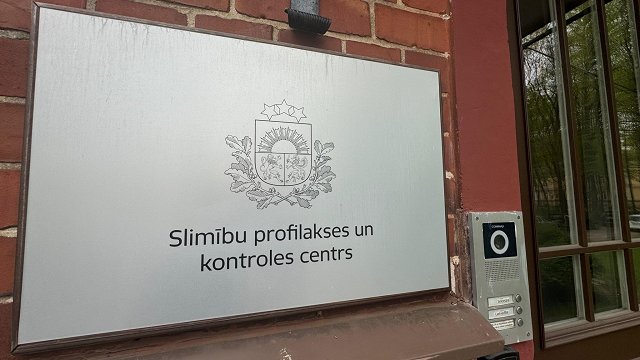 Slimību profilakses un
kontroles centrs